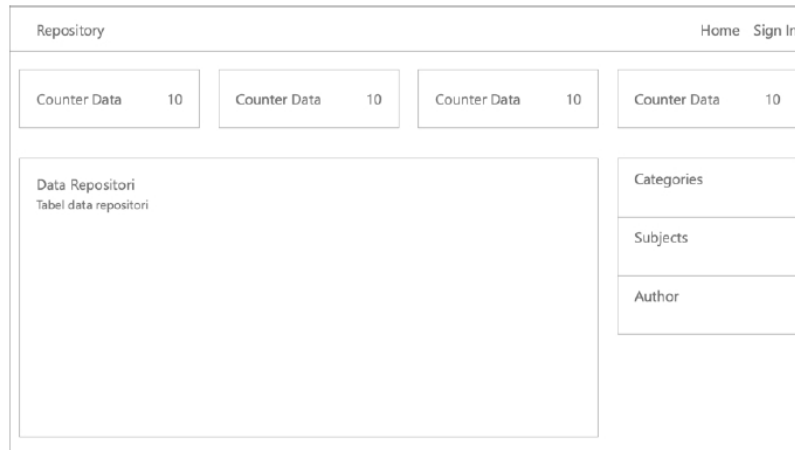 Repository Home Sign In
Counter Data 10 Counter Data 10 Counter Data 10 Counter Data 10
Data Repositori
Tabel data repositori
Categories
Subjects
Author